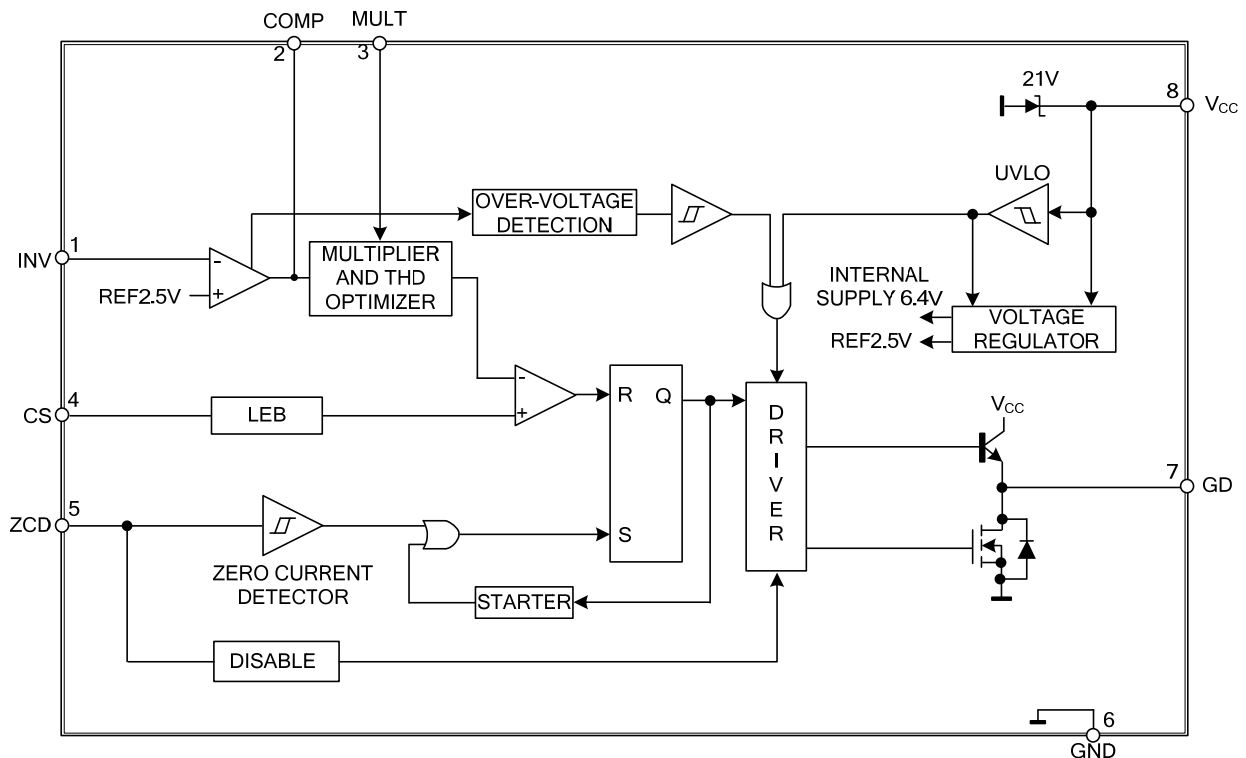 COMP
MULT
2
3
21V
8
VCC
UVLO
OVER-VOLTAGE
DETECTION
1
INV
REF2.5V
MULTIPLIER
AND THD
OPTIMIZER
INTERNAL
SUPPLY 6.4V
REF2.5V
VOLTAGE
REGULATOR
4
CS
LEB
-
+
-
+
R
Q
S
DRIVER
VCC
7
GD
5
ZCD
ZERO CURRENT
DETECTOR
STARTER
DISABLE
6
GND